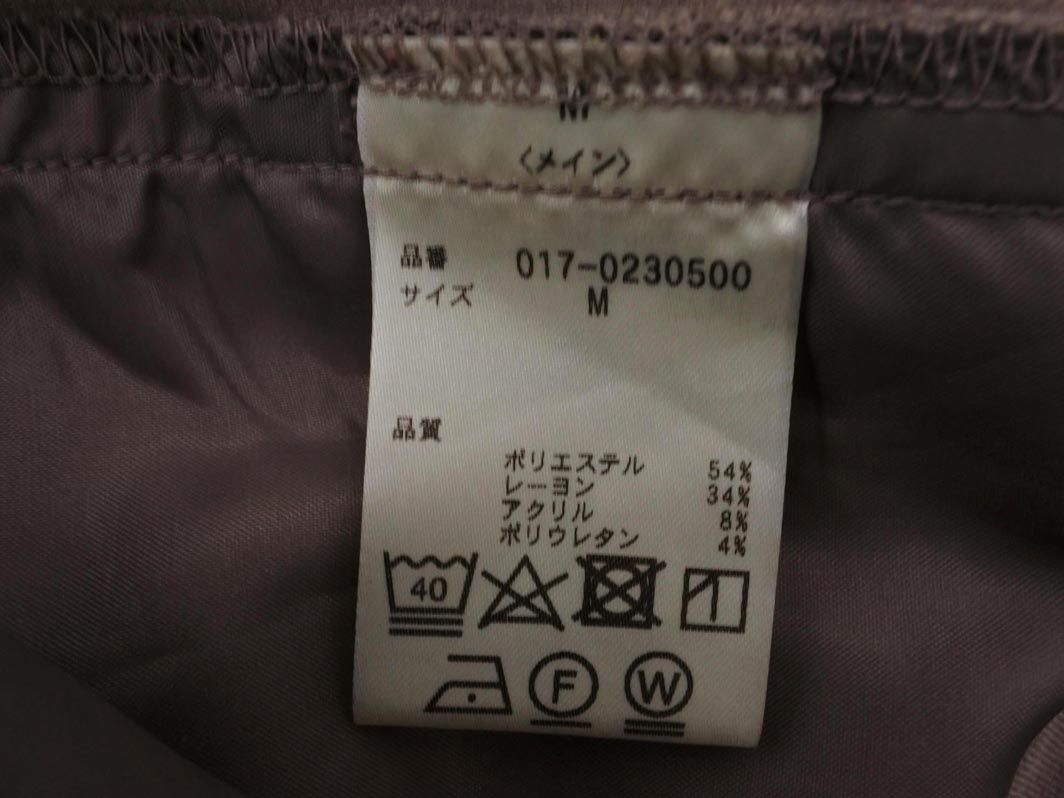 M
〈メイン〉
品番 017-0230500
サイズ M
品質
ポリエステル 54%
レーヨン 34%
アクリル 8%
ポリウレタン 4%
40
F W